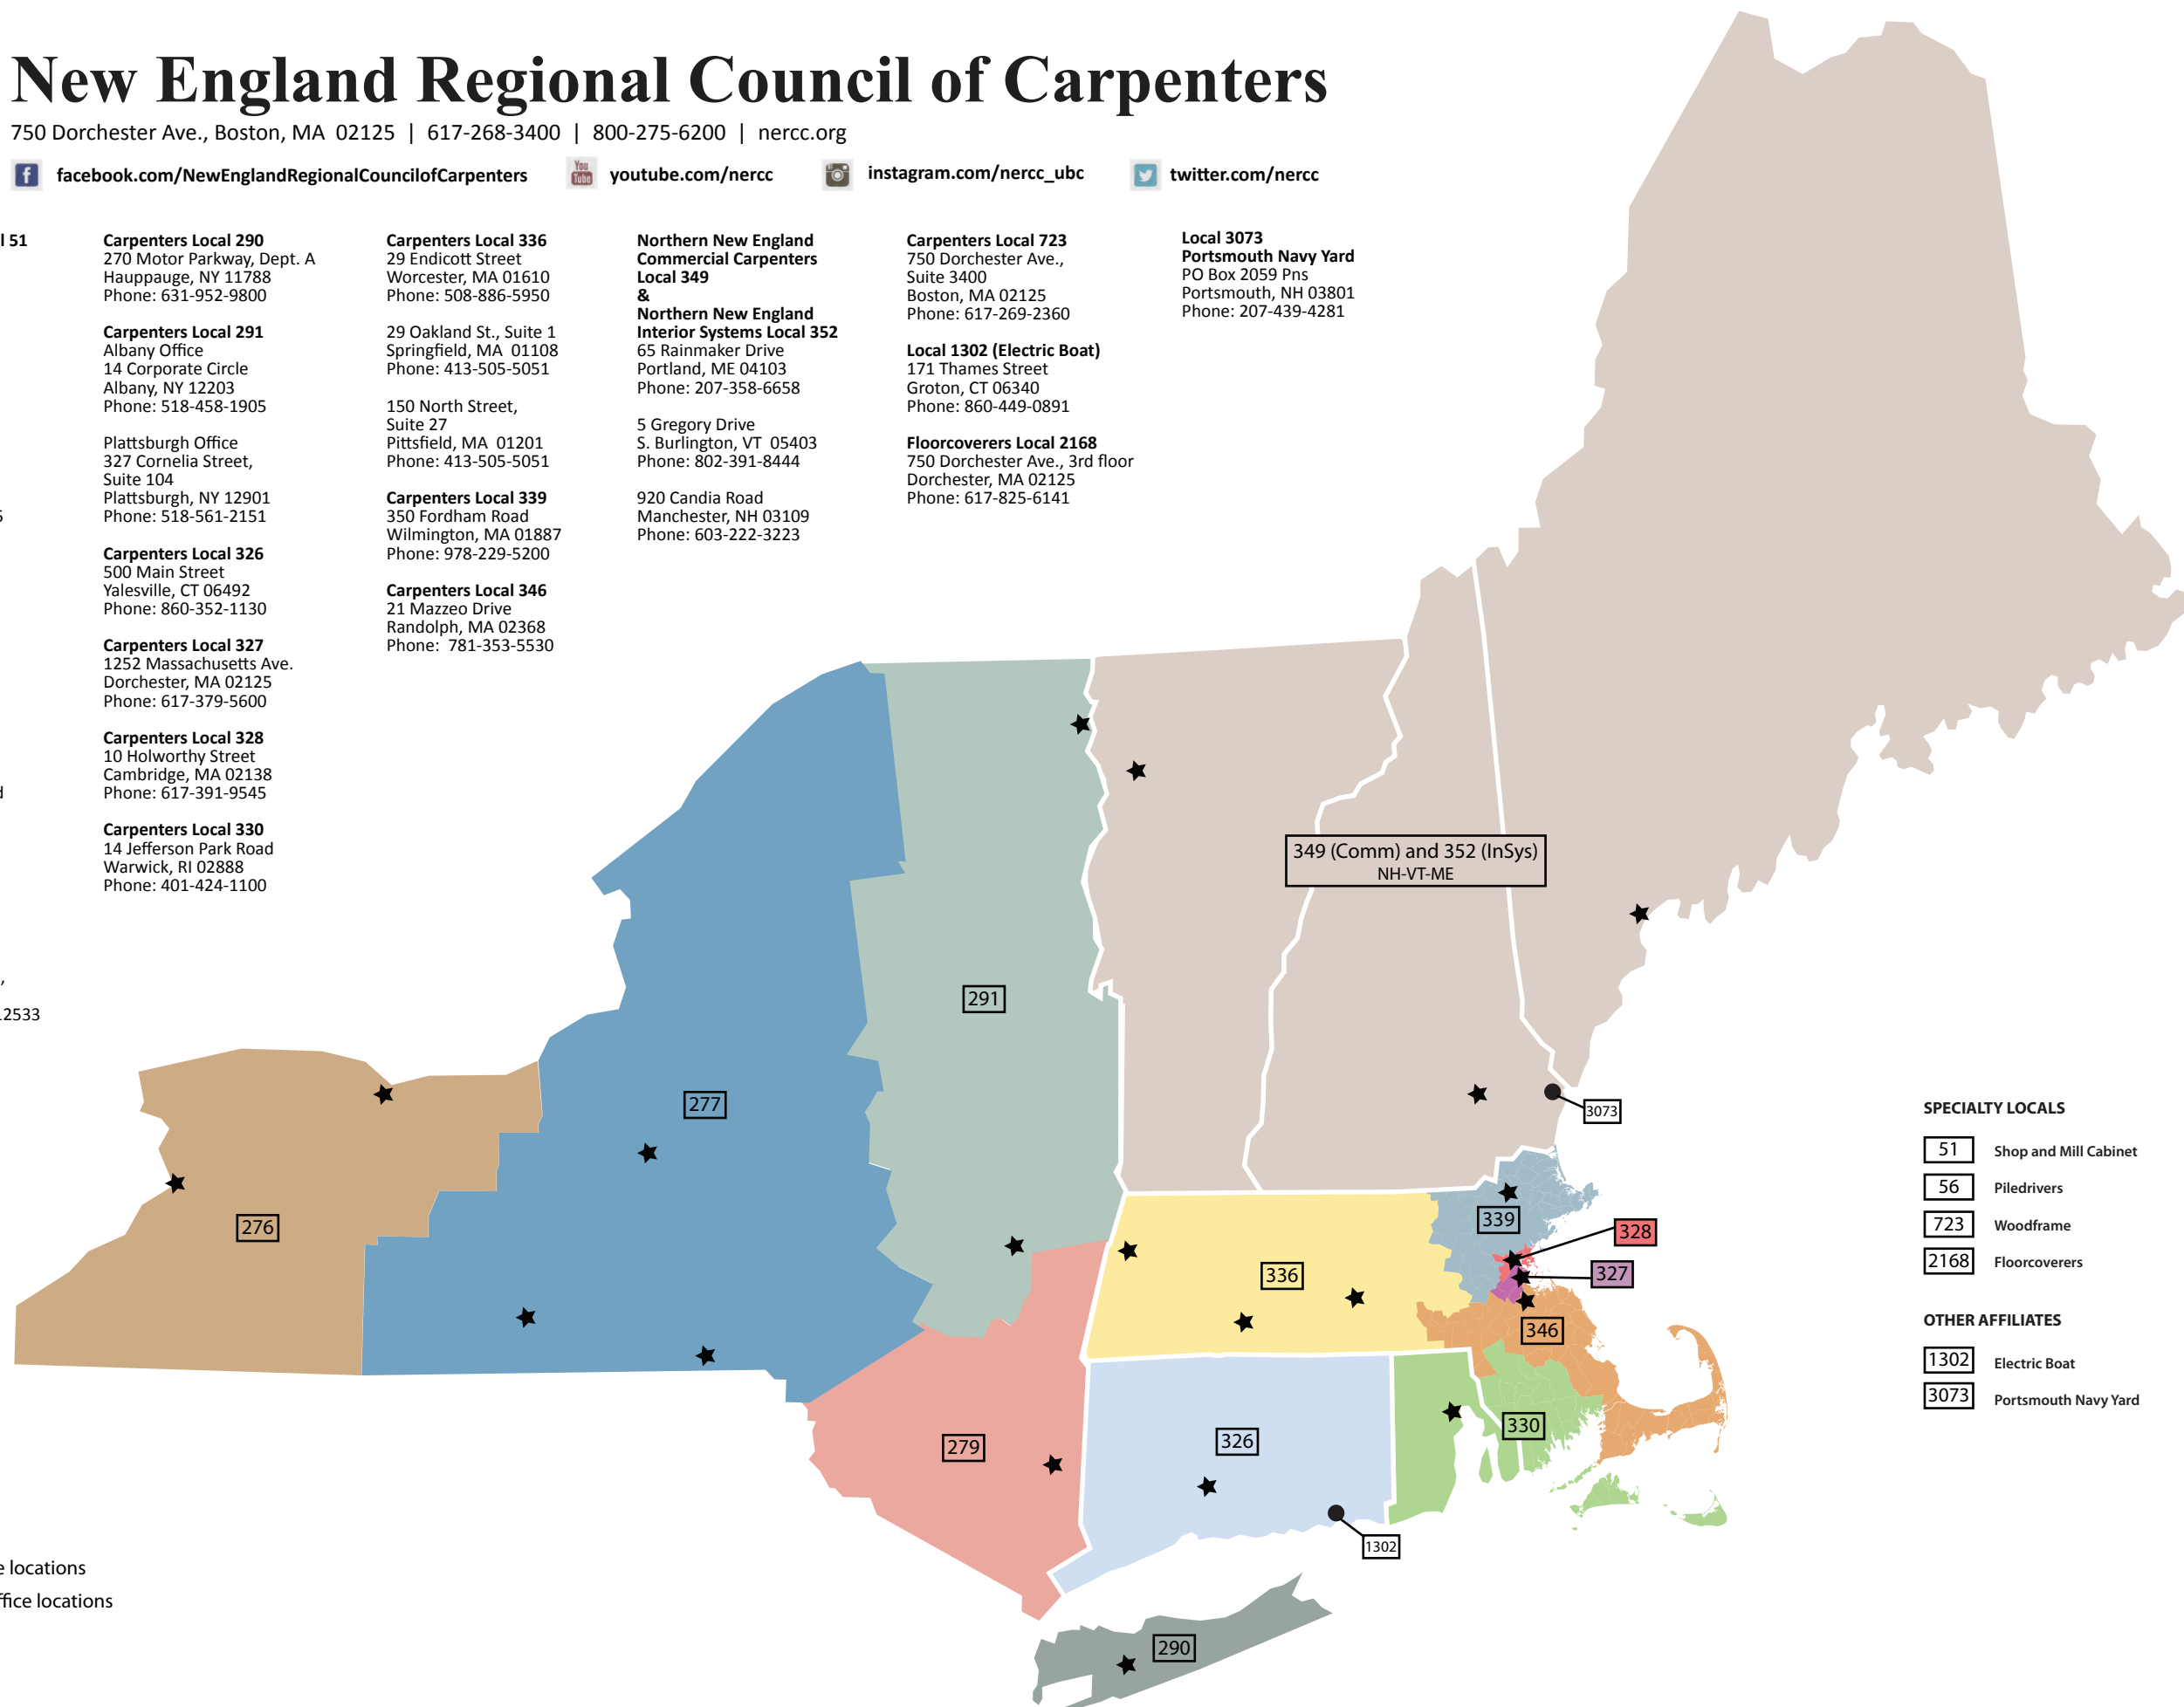 New England Regional Council of Carpenters
750 Dorchester Ave., Boston, MA 02125 | 617-268-3400 | 800-275-6200 | nercc.org
facebook.com/NewEnglandRegionalCouncilofCarpenters
You
Tube
youtube.com/nercc
instagram.com/nercc_ubc
twitter.com/nercc
l 51
2533
Carpenters Local 290
270 Motor Parkway, Dept. A
Hauppauge, NY 11788
Phone: 631-952-9800
Carpenters Local 291
Albany Office
14 Corporate Circle
Albany, NY 12203
Phone: 518-458-1905
Plattsburgh Office
327 Cornelia Street,
Suite 104
Plattsburgh, NY 12901
Phone: 518-561-2151
Carpenters Local 326
500 Main Street
Yalesville, CT 06492
Phone: 860-352-1130
Carpenters Local 327
1252 Massachusetts Ave.
Dorchester, MA 02125
Phone: 617-379-5600
Carpenters Local 328
10 Holworthy Street
Cambridge, MA 02138
Phone: 617-391-9545
Carpenters Local 330
14 Jefferson Park Road
Warwick, RI 02888
Phone: 401-424-1100
Carpenters Local 336
29 Endicott Street
Worcester, MA 01610
Phone: 508-886-5950
29 Oakland St., Suite 1
Springfield, MA 01108
Phone: 413-505-5051
150 North Street,
Suite 27
Pittsfield, MA 01201
Phone: 413-505-5051
Carpenters Local 339
350 Fordham Road
Wilmington, MA 01887
Phone: 978-229-5200
Carpenters Local 346
21 Mazzeo Drive
Randolph, MA 02368
Phone: 781-353-5530
Northern New England
Commercial Carpenters
Local 349
&
Northern New England
Interior Systems Local 352
65 Rainmaker Drive
Portland, ME 04103
Phone: 207-358-6658
5 Gregory Drive
S. Burlington, VT 05403
Phone: 802-391-8444
920 Candia Road
Manchester, NH 03109
Phone: 603-222-3223
Carpenters Local 723
750 Dorchester Ave.,
Suite 3400
Boston, MA 02125
Phone: 617-269-2360
Local 1302 (Electric Boat)
171 Thames Street
Groton, CT 06340
Phone: 860-449-0891
Floorcoverers Local 2168
750 Dorchester Ave., 3rd floor
Dorchester, MA 02125
Phone: 617-825-6141
Local 3073
Portsmouth Navy Yard
PO Box 2059 Pns
Portsmouth, NH 03801
Phone: 207-439-4281
349 (Comm) and 352 (InSys)
NH-VT-ME
291
277
276
3073
339
328
327
336
346
330
326
279
1302
290
SPECIALTY LOCALS
51 Shop and Mill Cabinet
56 Piledrivers
723 Woodframe
2168 Floorcoverers
OTHER AFFILIATES
1302 Electric Boat
3073 Portsmouth Navy Yard
e locations
ffice locations